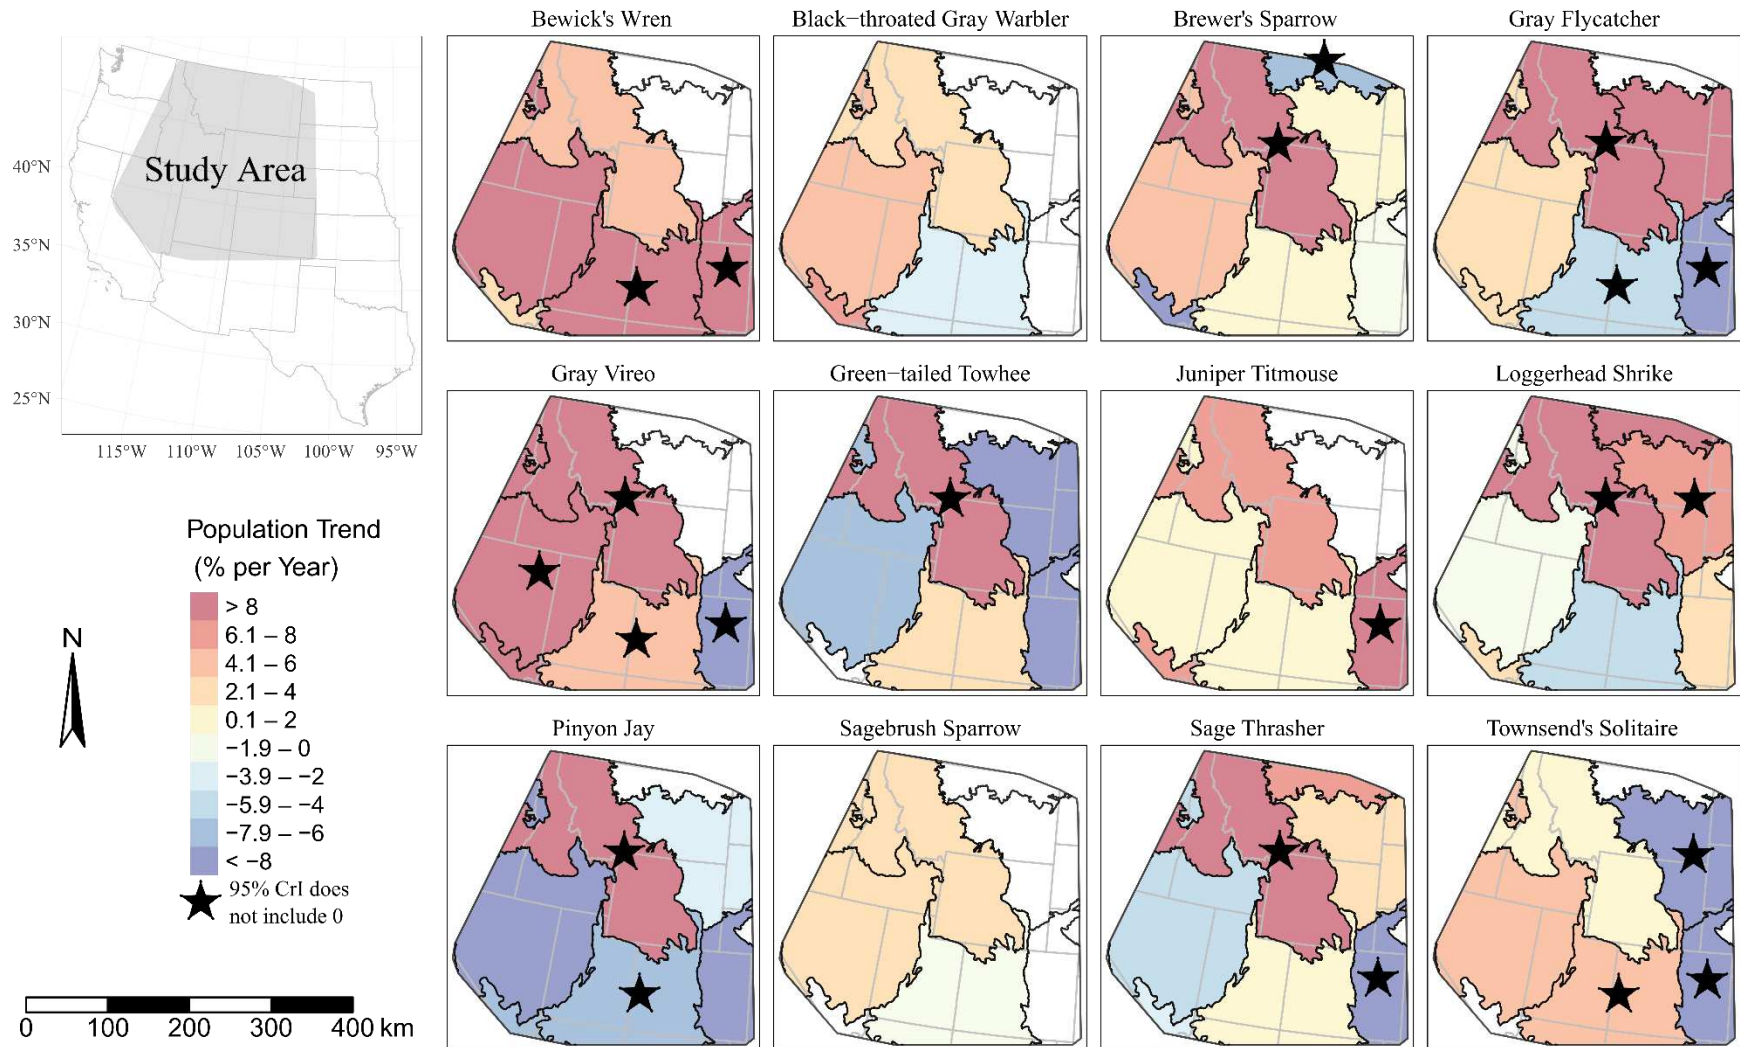 Bewick's Wren
Black−throated Gray Warbler
Brewer's Sparrow
Gray Flycatcher
Study Area
40°N
35°N
30°N
25°N
115°W
110°W
105°W
100°W
95°W
Gray Vireo
Green−tailed Towhee
Juniper Titmouse
Loggerhead Shrike
Population Trend
(% per Year)
> 8
6.1 – 8
4.1 – 6
2.1 – 4
0.1 – 2
−1.9 – 0
−3.9 – −2
−5.9 – −4
−7.9 – −6
< −8
95% CrI does
not include 0
N
Pinyon Jay
Sagebrush Sparrow
Sage Thrasher
Townsend's Solitaire
0
100
200
300
400 km